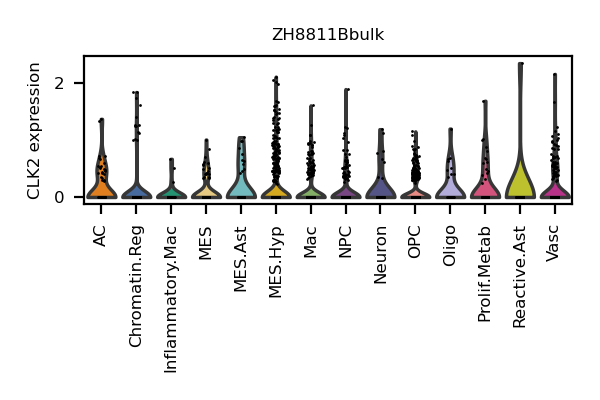 ZH8811Bbulk
CLK2 expression
2
0
AC
Chromatin.Reg
Inflammatory.Mac
MES
MES.Ast
MES.Hyp
Mac
NPC
Neuron
OPC
Oligo
Prolif.Metab
Reactive.Ast
Vasc